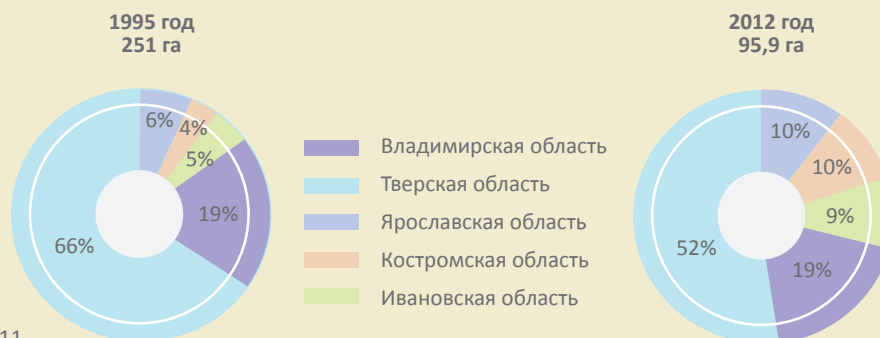 1995 год
251 га
6%
4%
5%
19%
66%
Владимирская область
Тверская область
Ярославская область
Костромская область
Ивановская область
2012 год
95,9 га
10%
10%
9%
19%
52%
11